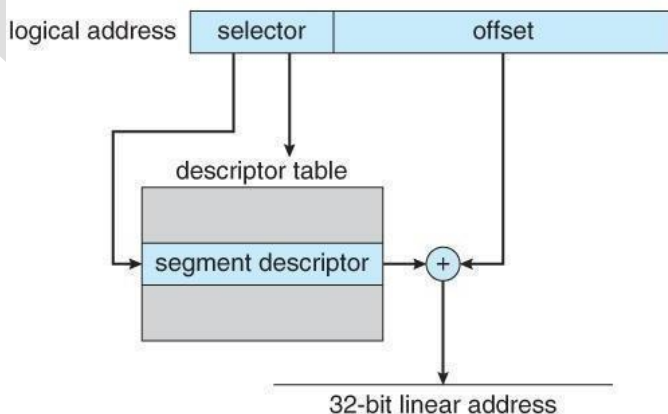 logical address selector offset
descriptor table
segment descriptor +
32-bit linear address